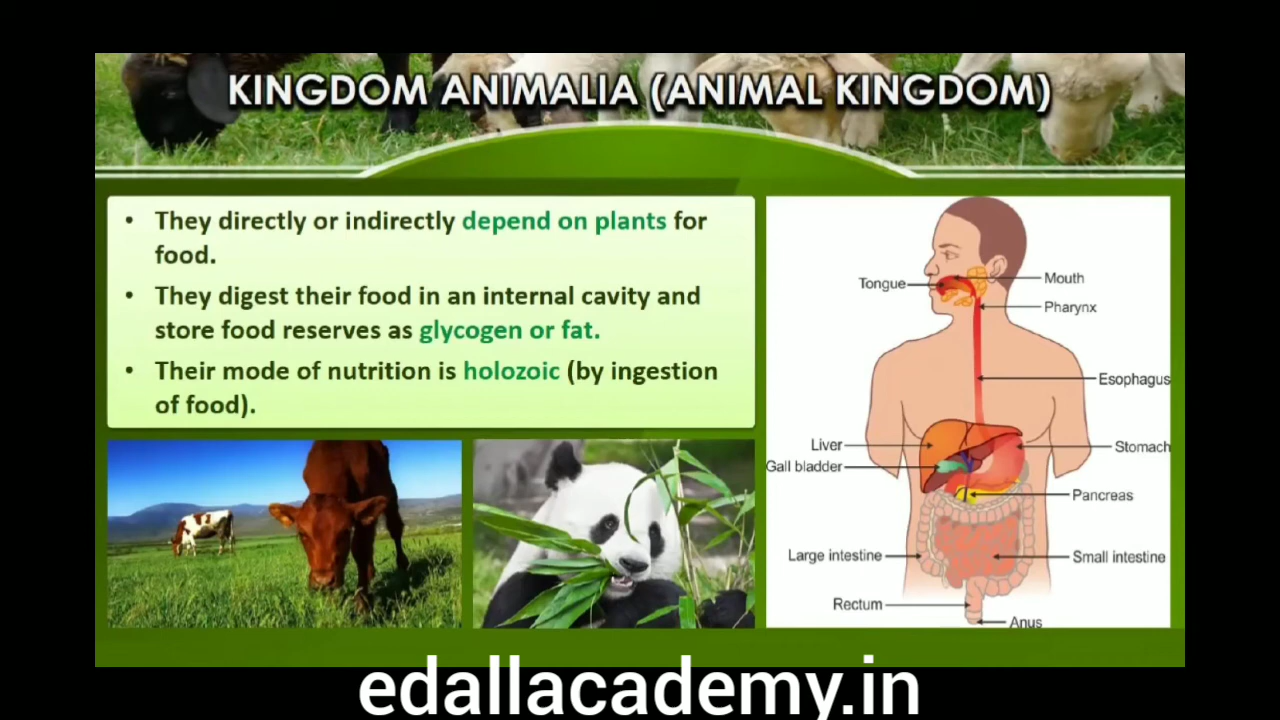 KINGDOM ANIMALIA (ANIMAL KINGDOM)
• They directly or indirectly depend on plants for
food.
• They digest their food in an internal cavity and
store food reserves as glycogen or fat.
• Their mode of nutrition is holozoic (by ingestion
of food).
Tongue
Mouth
Pharynx
Esophagus
Liver
Stomach
Gall bladder
Pancreas
Large intestine
Small intestine
Rectum
Anus
edallacademy.in